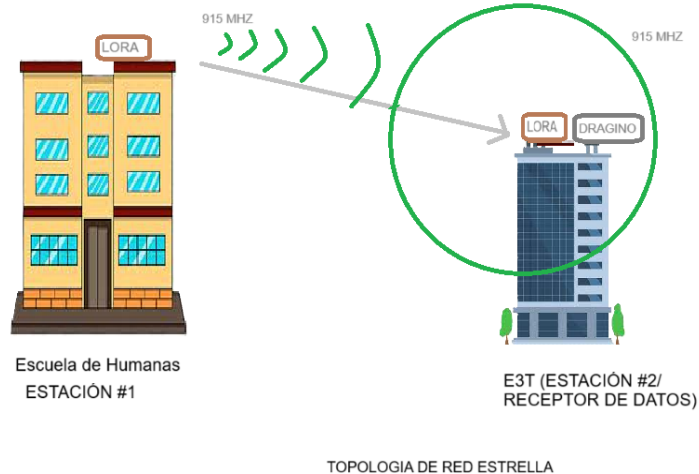 915 MHZ
LORA
915 MHZ
LORA
DRAGINO
Escuela de Humanas
ESTACIÓN #1
E3T (ESTACIÓN #2/
RECEPTOR DE DATOS)
TOPOLOGIA DE RED ESTRELLA